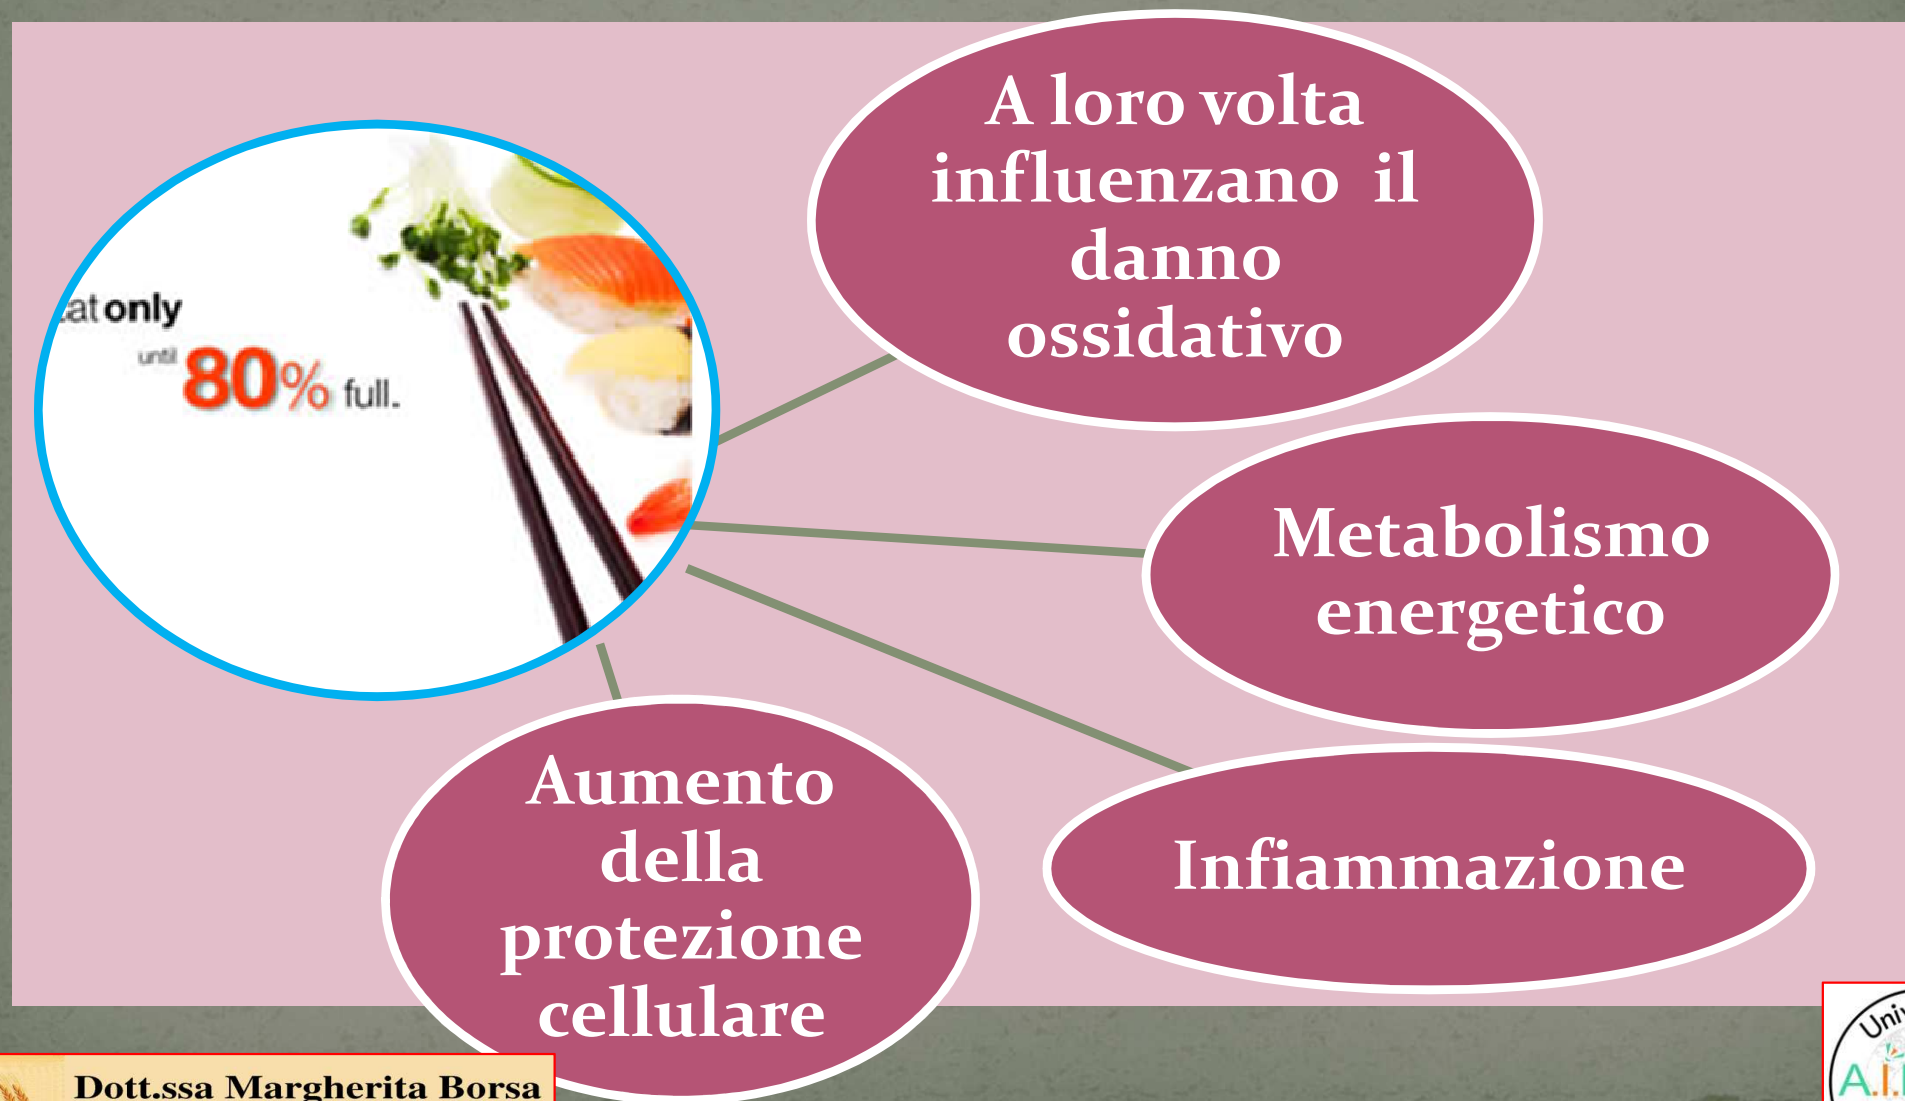 A loro volta
influenzano il
danno
ossidativo
only
until 80% full.
Metabolismo
energetico
Aumento
della
protezione
cellulare
Infiammazione
Dott.ssa Margherita Borsa